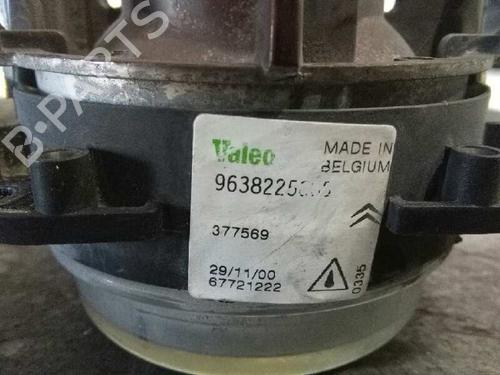 B-PARTS
Valeo
MADE IN
BELGIUM
377569
29/11/00
67721222
0335